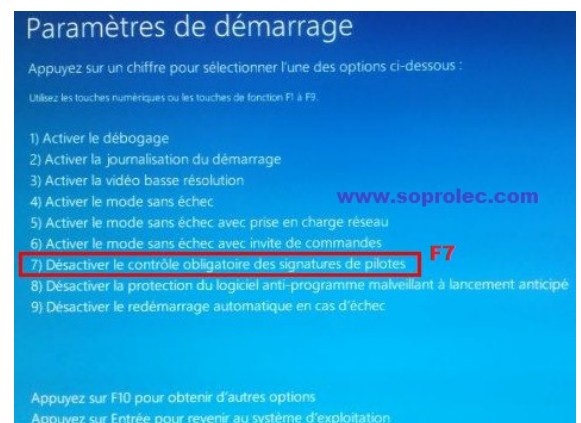 Paramètres de démarrage
Appuyez sur un chiffre pour sélectionner l'une des options ci-dessous :
Utilisez les touches numériques ou les touches de fonction F1 à F9.
1) Activer le débogage
2) Activer la journalisation du démarrage
3) Activer la vidéo basse résolution
www.soprolec.com
4) Activer le mode sans échec
5) Activer le mode sans échec avec prise en charge réseau
6) Activer le mode sans échec avec invite de commandes
7) Désactiver le contrôle obligatoire des signatures de pilotes F7
8) Désactiver la protection du logiciel anti-programme malveillant à lancement anticipé
9) Désactiver le redémarrage automatique en cas d'échec
Appuyez sur F10 pour obtenir d'autres options
Appuyez sur Entrée pour revenir au système d'exploitation